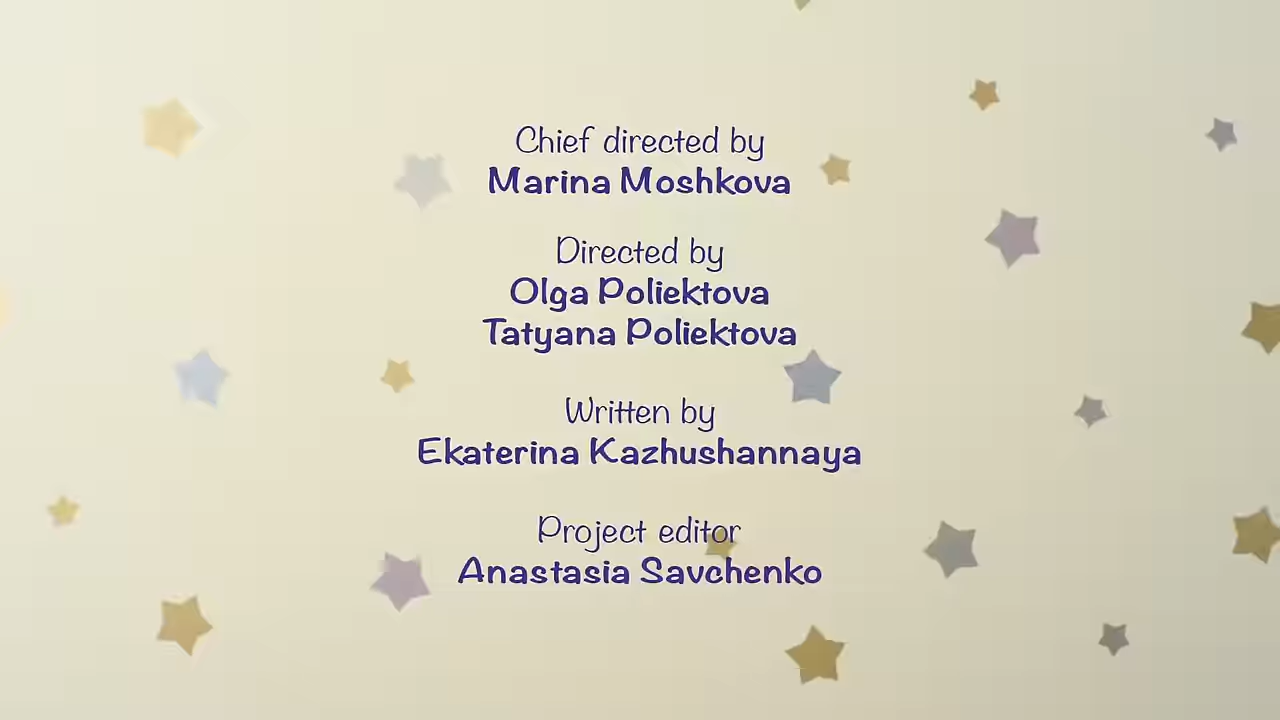 Chief directed by
Marina Moshkova
Directed by
Olga Poliektova
Tatyana Poliektova
Written by
Ekaterina Kazhushannaya
Project editor
Anastasia Savchenko